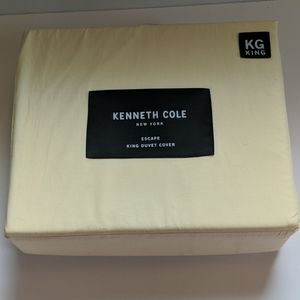 KG
KING
KENNETH COLE
NEW YORK
ESCAPE
KING DUVET COVER